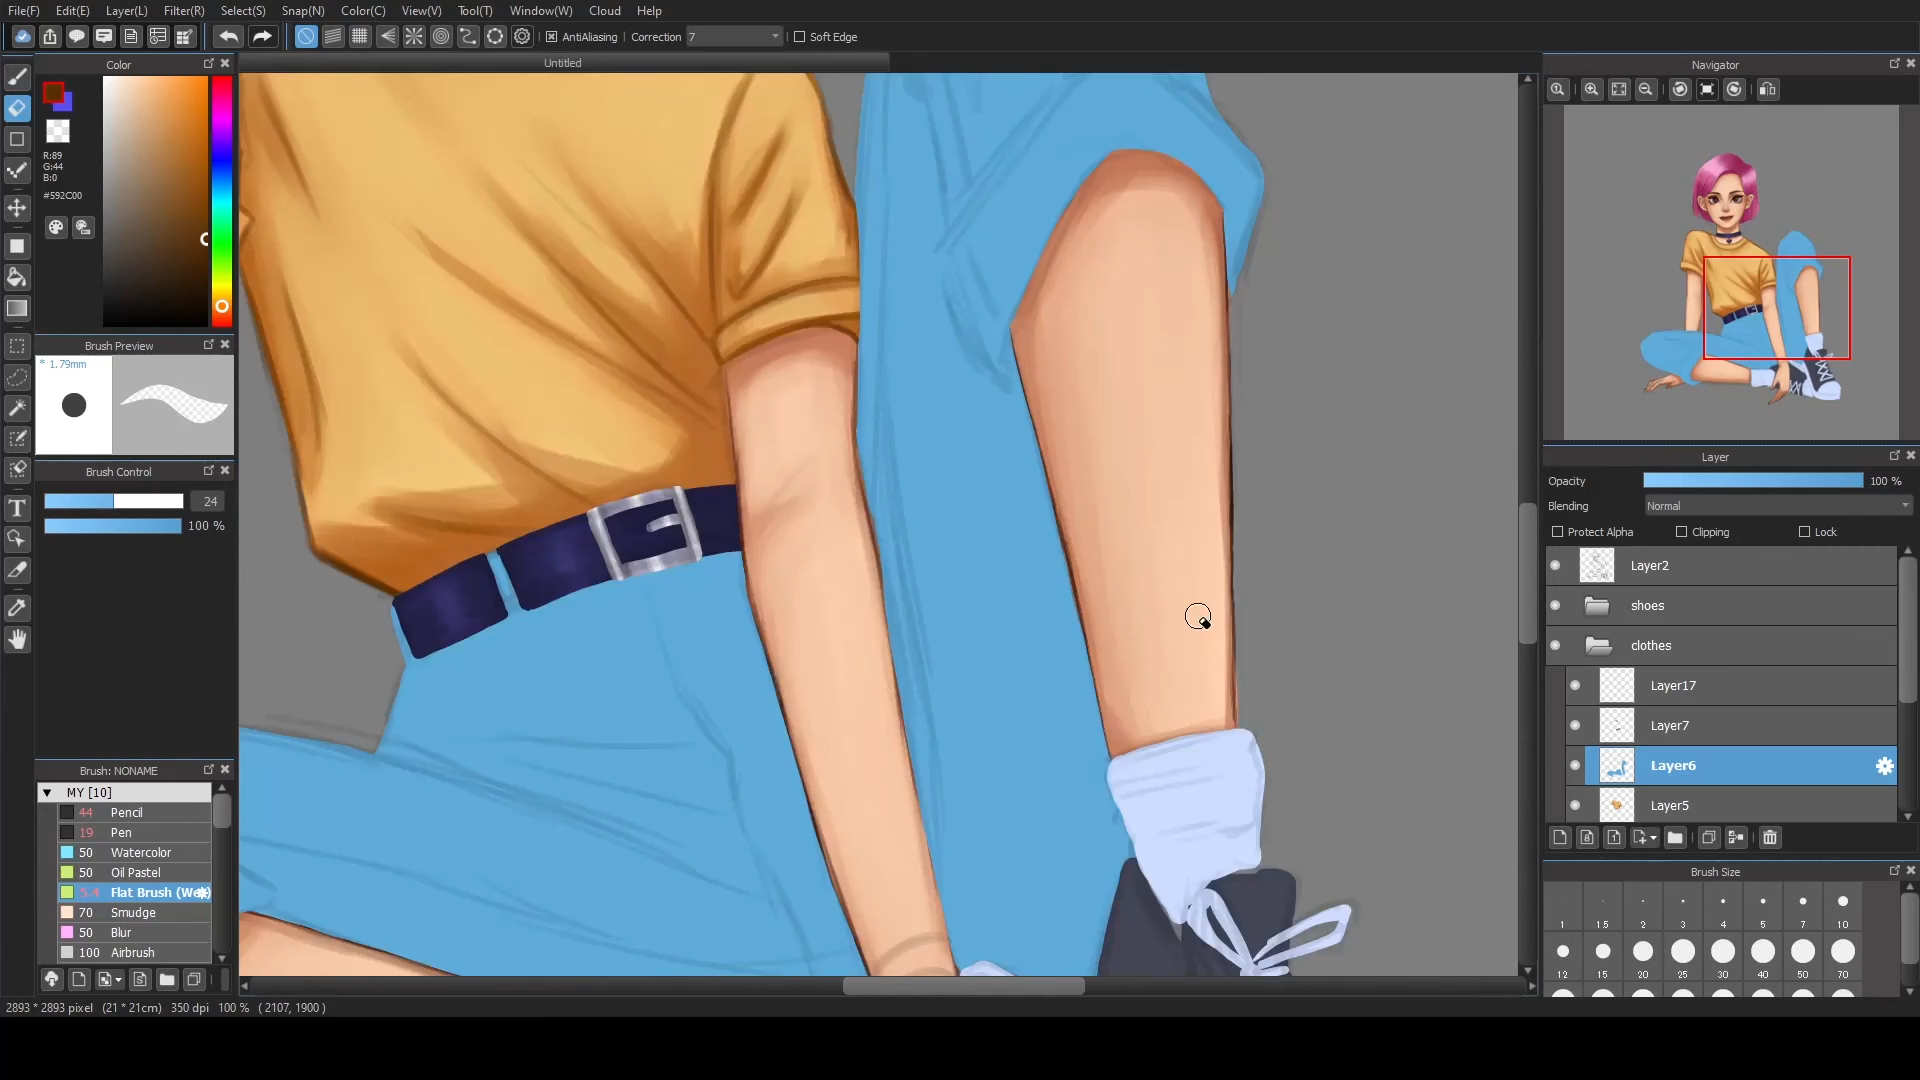 File(F) Edit(E) Layer(L) Filter(R) Select(S) Snap(N) Color(C) View(V) Tool(T) Window(W) Cloud Help
AntiAliasing Correction 7 Soft Edge
Color
Untitled
Navigator
R:89
G:44
B:0
#592C00
Brush Preview
* 1.79mm
Brush Control
24
100 %
Brush: NONAME
MY [10]
44 Pencil
19 Pen
50 Watercolor
50 Oil Pastel
Flat Brush (We
70 Smudge
50 Blur
100 Airbrush
Layer
Opacity 100 %
Blending Normal
Protect Alpha Clipping Lock
Layer2
shoes
clothes
Layer17
Layer7
Layer6
Layer5
Brush Size
1 1.5 2 3 4 5 7 10
12 15 20 25 30 40 50 70
2893 * 2893 pixel (21 * 21cm) 350 dpi 100 % ( 2107, 1900 )